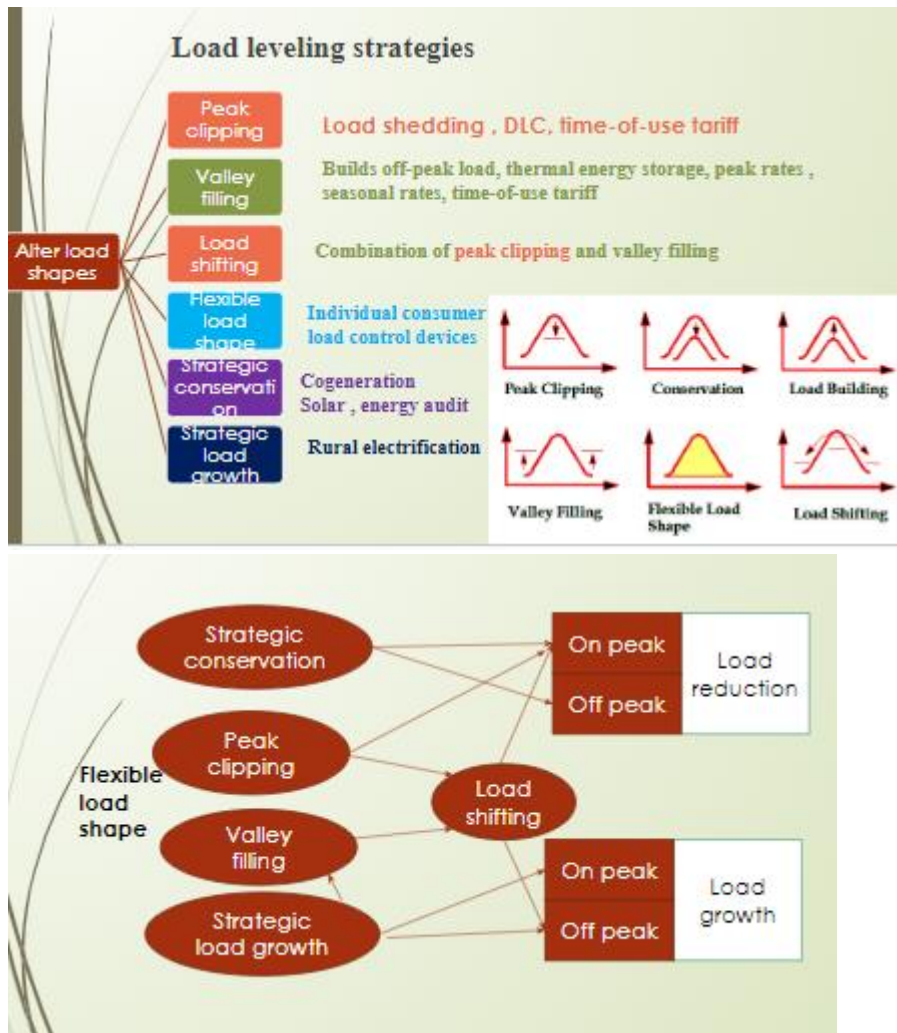 Load leveling strategies
Peak
clipping
Load shedding , DLC, time-of-use tariff
Valley
filling
Builds off-peak load, thermal energy storage, peak rates ,
seasonal rates, time-of-use tariff
Alter load
shapes
Load
shifting
Combination of peak clipping and valley filling
Flexible
load
shape
Individual consumer
load control devices
Strategic
conservati
on
Cogeneration
Solar , energy audit
Strategic
load
growth
Rural electrification
Peak Clipping
Conservation
Load Building
Valley Filling
Flexible Load
Shape
Load Shifting
Strategic
conservation
On peak
Off peak
Load
reduction
Peak
clipping
Flexible
load
shape
Load
shifting
Valley
filling
On peak
Off peak
Load
growth
Strategic
load growth